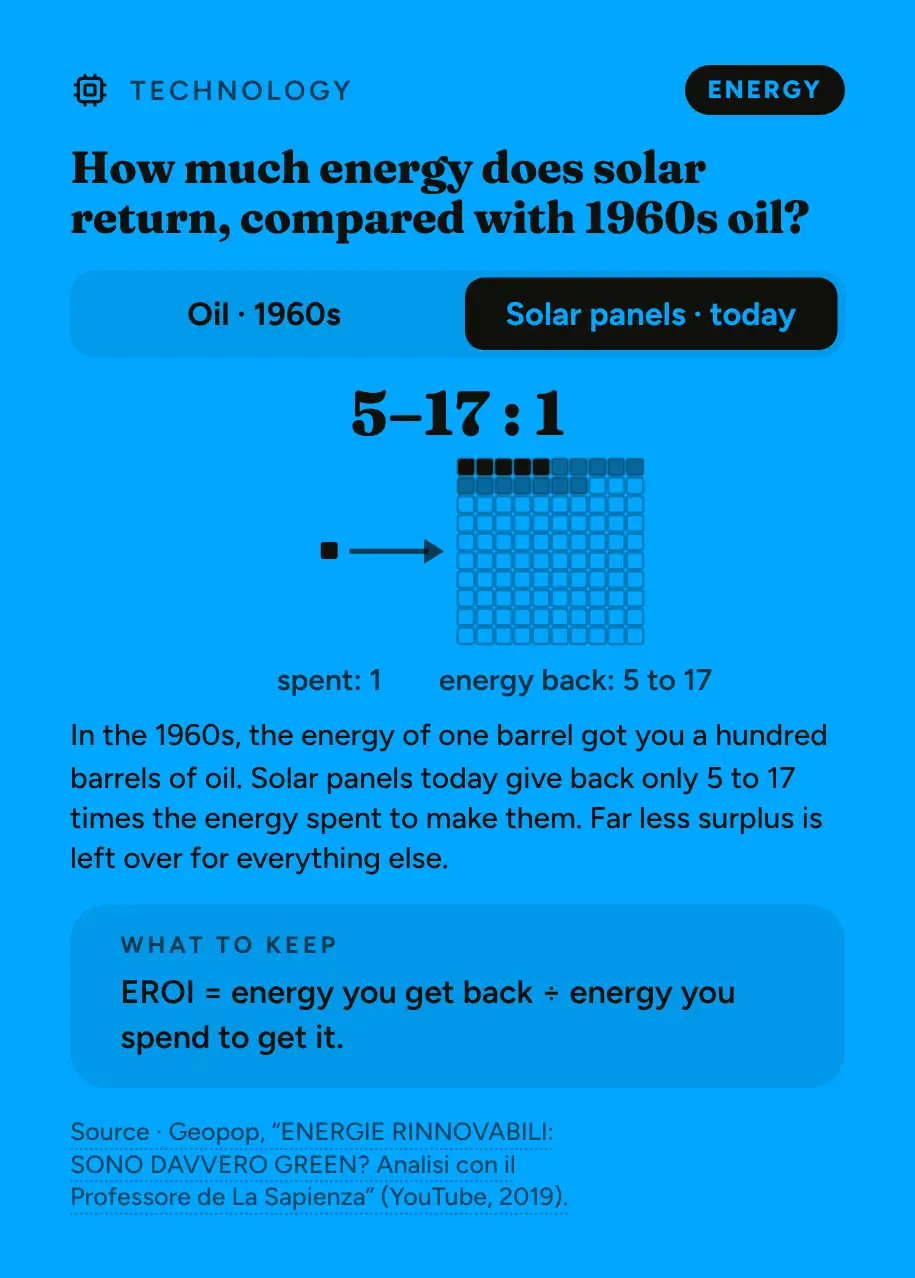 TECHNOLOGY
ENERGY
How much energy does solar
return, compared with 1960s oil?
Oil · 1960s
Solar panels · today
5–17 : 1
spent: 1
energy back: 5 to 17
In the 1960s, the energy of one barrel got you a hundred
barrels of oil. Solar panels today give back only 5 to 17
times the energy spent to make them. Far less surplus is
left over for everything else.
WHAT TO KEEP
EROI = energy you get back ÷ energy you
spend to get it.
Source · Geopop, “ENERGIE RINNOVABILI:
SONO DAVVERO GREEN? Analisi con il
Professore de La Sapienza” (YouTube, 2019).